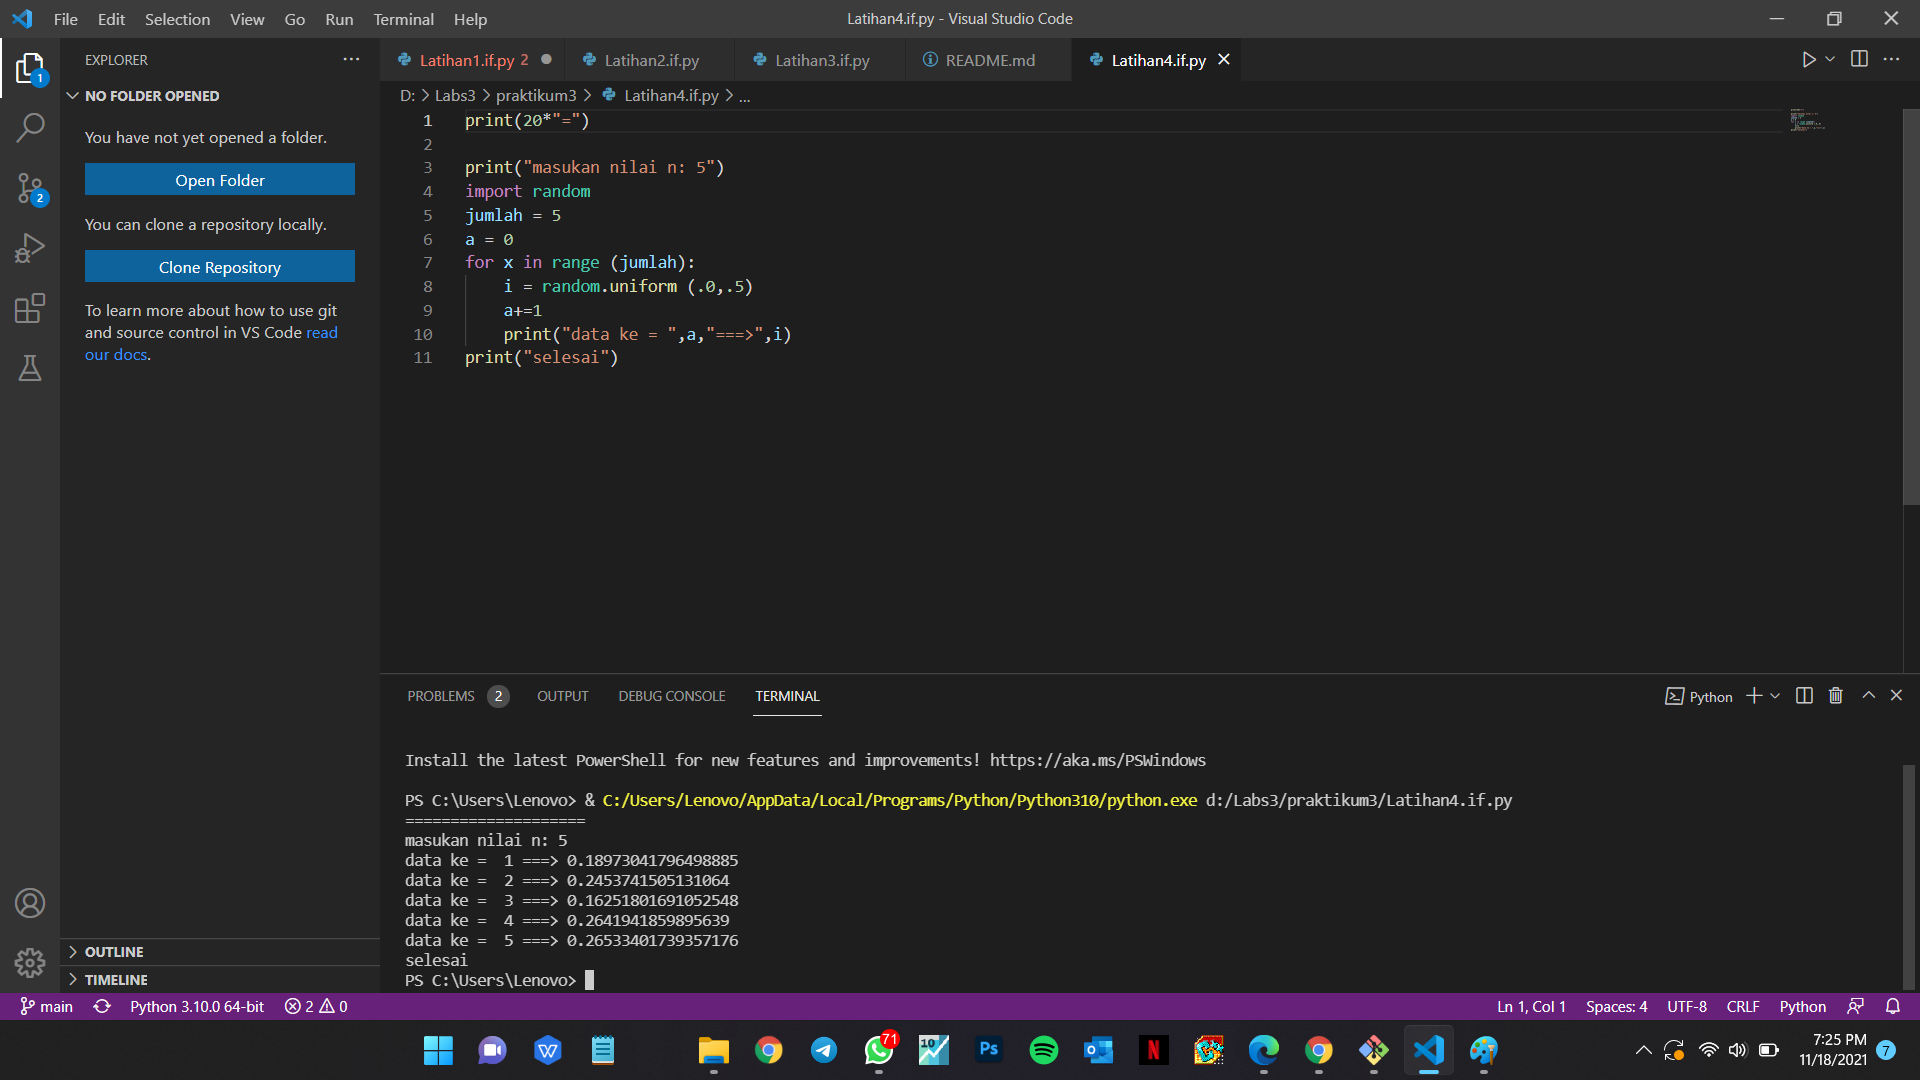 File Edit Selection View Go Run Terminal Help
Latihan4.if.py - Visual Studio Code
EXPLORER
Latihan1.if.py 2
Latihan2.if.py
Latihan3.if.py
README.md
Latihan4.if.py
D: > Labs3 > praktikum3 > Latihan4.if.py > ...
1
NO FOLDER OPENED
You have not yet opened a folder.
Open Folder
2
You can clone a repository locally.
Clone Repository
To learn more about how to use git
and source control in VS Code read
our docs.
1 print(20*"=")
2
3 print("masukan nilai n: 5")
4 import random
5 jumlah = 5
6 a = 0
7 for x in range (jumlah):
8     i = random.uniform (.0,.5)
9     a+=1
10     print("data ke = ",a,"===>",i)
11 print("selesai")
PROBLEMS 2 OUTPUT DEBUG CONSOLE TERMINAL
Python
Install the latest PowerShell for new features and improvements! https://aka.ms/PSWindows
PS C:\Users\Lenovo> & C:/Users/Lenovo/AppData/Local/Programs/Python/Python310/python.exe d:/Labs3/praktikum3/Latihan4.if.py
====================
masukan nilai n: 5
data ke =  1 ===> 0.18973041796498885
data ke =  2 ===> 0.2453741505131064
data ke =  3 ===> 0.16251801691052548
data ke =  4 ===> 0.2641941859895639
data ke =  5 ===> 0.26533401739357176
selesai
PS C:\Users\Lenovo>
OUTLINE
TIMELINE
main Python 3.10.0 64-bit 2 0
Ln 1, Col 1 Spaces: 4 UTF-8 CRLF Python
W
71
10
Ps
N
7:25 PM
11/18/2021
7